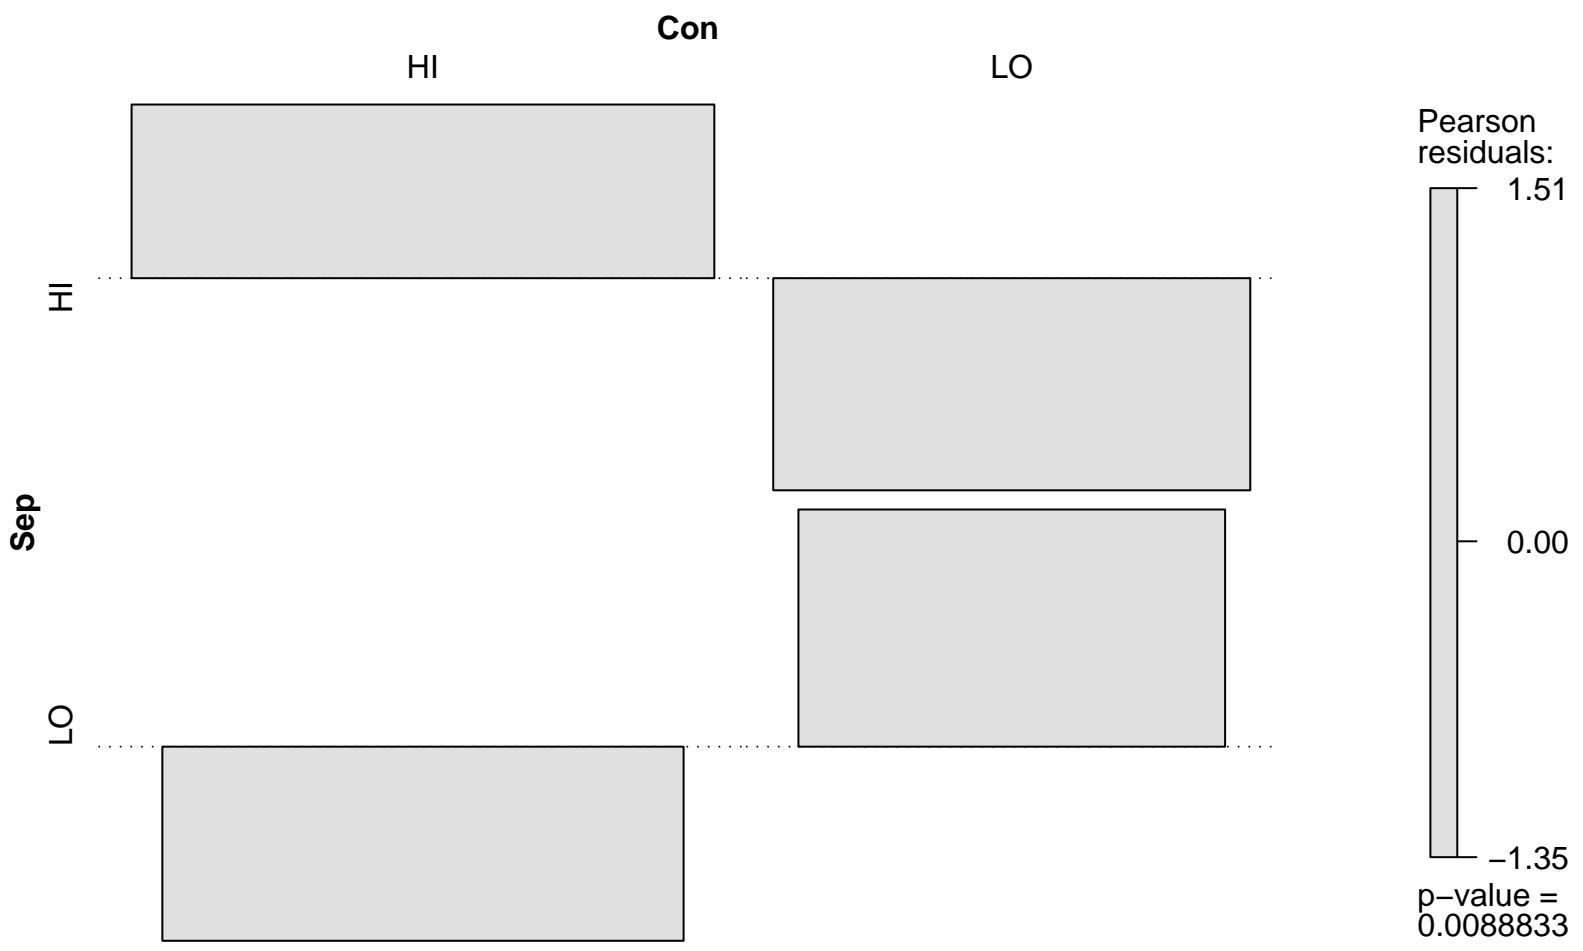 Con
HI
LO
Sep
HI
LO
Pearson
residuals:
1.51
0.00
−1.35
p−value =
0.0088833